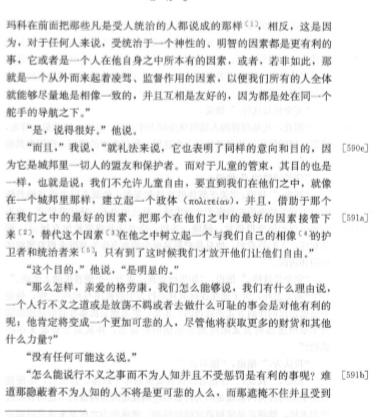 玛科在前面把那些凡是受人统治的人都说成的那样〔1〕，相反，这是因
为，对于任何人来说，受统治于一个神性的、明智的因素都是更有利的
事，它或者是一个人在他自身之中所本有的因素，或者，若非如此，那
就是一个从外面来起着凌驾、监督作用的因素，以便我们所有的人全体
就能够尽量地是相像一致的，并且互相是友好的，因为都是处在同一个
舵手的导航之下。”
“是，说得很好。”他说。
“而且，”我说，“就礼法来说，它也表明了同样的意向和目的，因 [590e]
为它是城邦里一切人的盟友和保护者。而对于儿童的管束，其目的也是
一样，也就是说：我们不允许儿童自由，要直到我们在他们之中，就像
在一个城邦里那样，建立起一个政体（πολιτείαν），并且，借助于那个
在我们之中的最好的因素，把那个在他们之中的最好的因素接管下 [591a]
来〔2〕，替代这个因素〔3〕在他之中树立起一个与我们自己的相像〔4〕的护
卫者和统治者来〔5〕；只有到了这时候我们才放开他们让他们自由。”
“这个目的，”他说，“是明显的。”
“那么怎样，亲爱的格劳康，我们怎么能够说，我们有什么理由说，
一个人行不义之道或是放荡不羁或者去做什么可耻的事会是对他有利的
呢；他肯定将变成一个更加可悲的人，尽管他将获取更多的财货和其他
什么力量？”
“没有任何可能这么说。”
“怎么能说行不义之事而不为人知并且不受惩罚是有利的事呢？难 [591b]
道那隐蔽着不为人知的人不将是更可悲的人么，而那遮掩不住并且受到